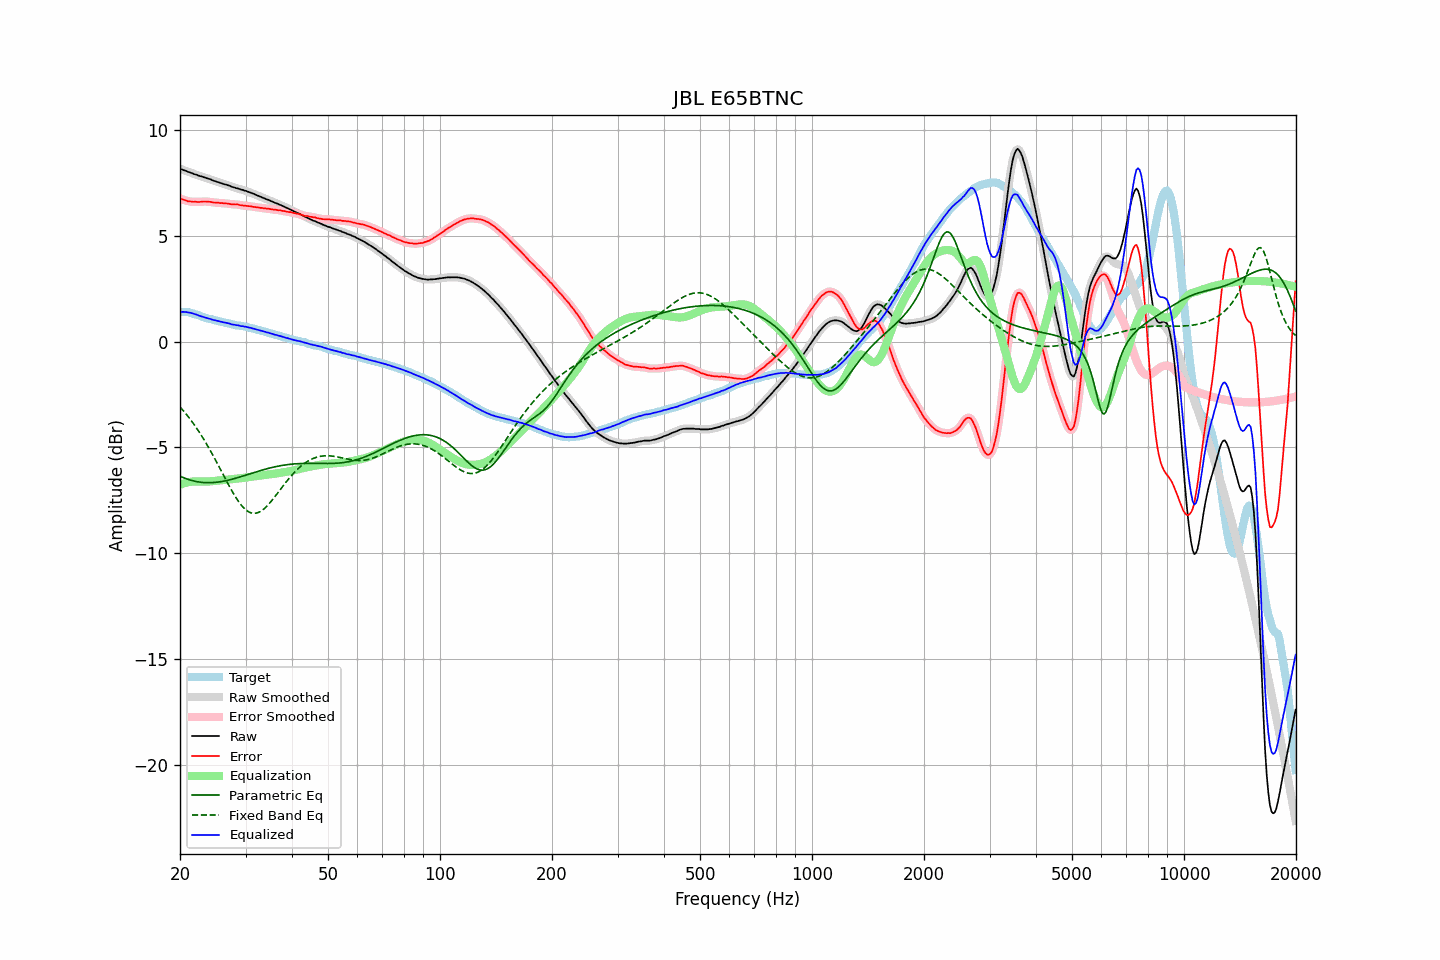 JBL E65BTNC
Amplitude (dBr)
10
5
0
−5
−10
−15
−20
Target
Raw Smoothed
Error Smoothed
Raw
Error
Equalization
Parametric Eq
Fixed Band Eq
Equalized
20 50 100 200 500 1000 2000 5000 10000 20000
Frequency (Hz)